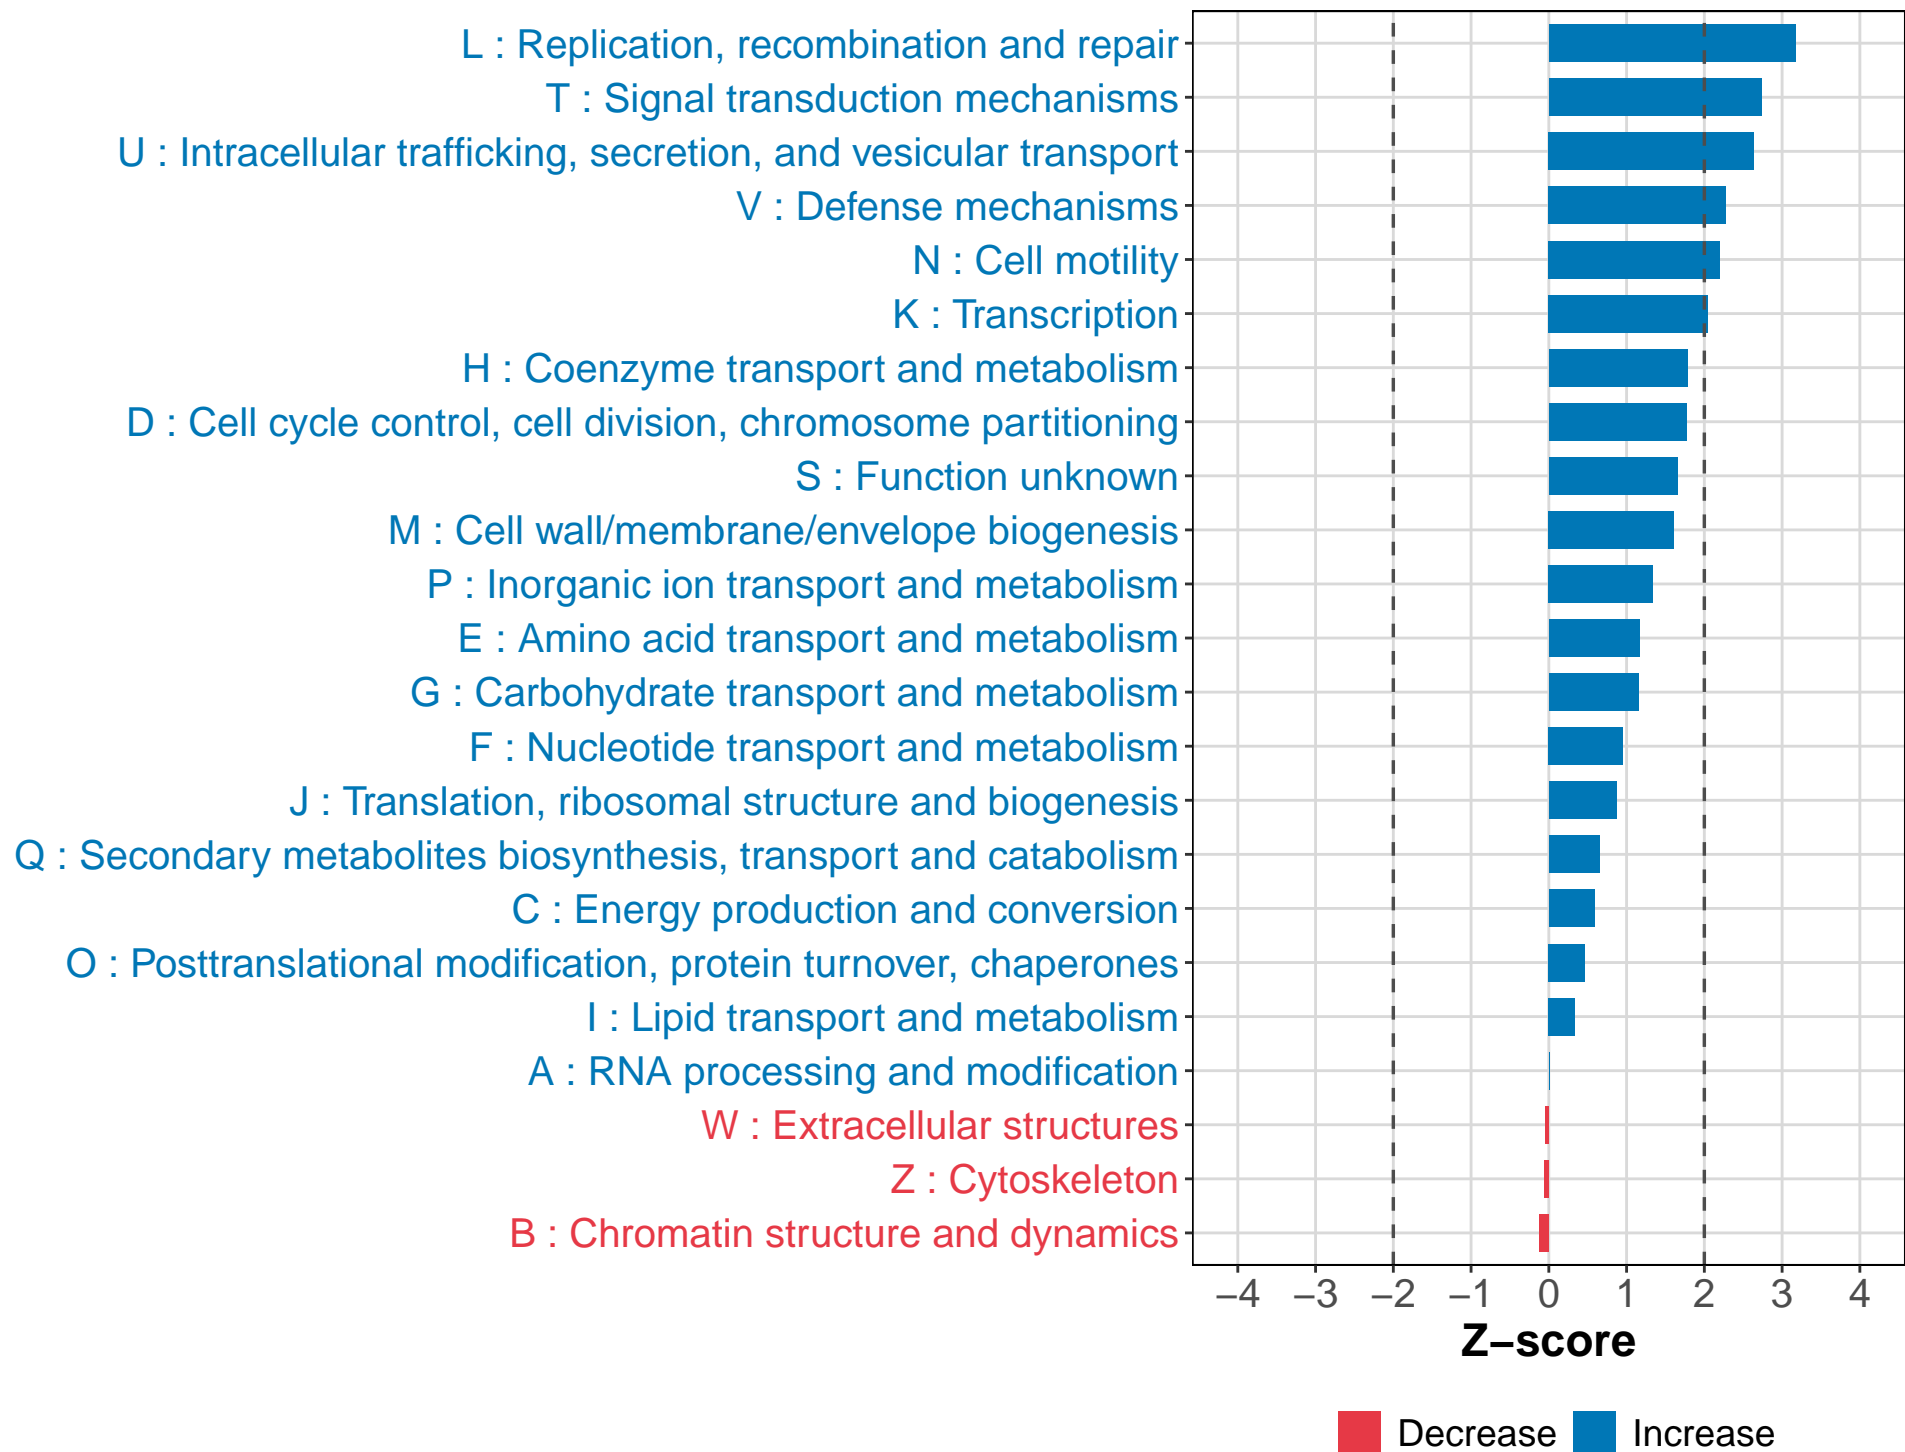 L : Replication, recombination and repair
T : Signal transduction mechanisms
U : Intracellular trafficking, secretion, and vesicular transport
V : Defense mechanisms
N : Cell motility
K : Transcription
H : Coenzyme transport and metabolism
D : Cell cycle control, cell division, chromosome partitioning
S : Function unknown
M : Cell wall/membrane/envelope biogenesis
P : Inorganic ion transport and metabolism
E : Amino acid transport and metabolism
G : Carbohydrate transport and metabolism
F : Nucleotide transport and metabolism
J : Translation, ribosomal structure and biogenesis
Q : Secondary metabolites biosynthesis, transport and catabolism
C : Energy production and conversion
O : Posttranslational modification, protein turnover, chaperones
I : Lipid transport and metabolism
A : RNA processing and modification
W : Extracellular structures
Z : Cytoskeleton
B : Chromatin structure and dynamics
−4 −3 −2 −1 0 1 2 3 4
Z−score
Decrease Increase